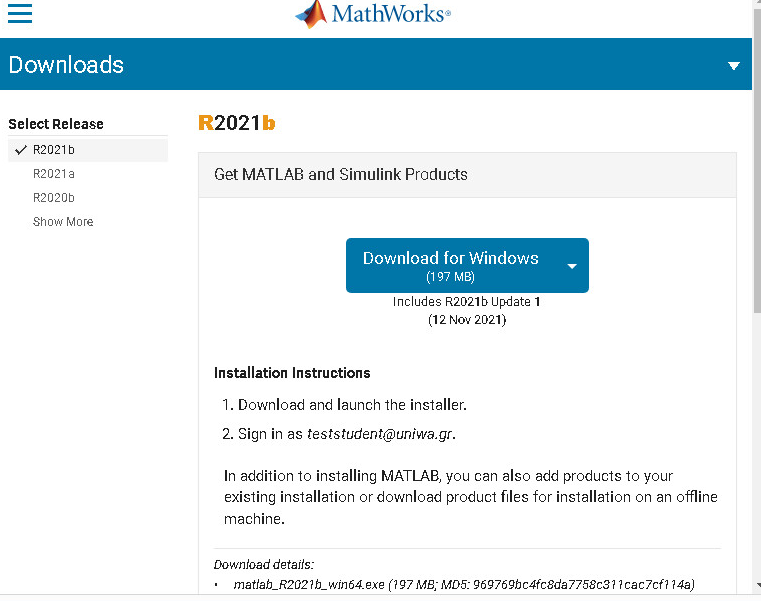 MathWorks®
Downloads
Select Release
R2021b
R2021a
R2020b
Show More
R2021b
Get MATLAB and Simulink Products
Download for Windows
(197 MB)
Includes R2021b Update 1
(12 Nov 2021)
Installation Instructions
1. Download and launch the installer.
2. Sign in as teststudent@uniwa.gr.
In addition to installing MATLAB, you can also add products to your
existing installation or download product files for installation on an offline
machine.
Download details:
• matlab_R2021b_win64.exe (197 MB; MD5: 969769bc4fc8da7758c311cac7cf114a)